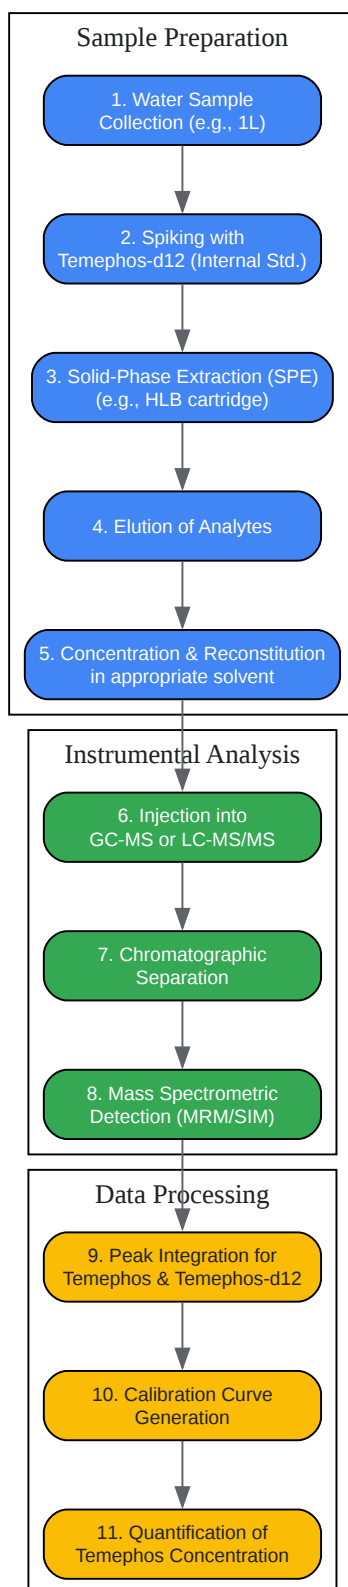 Sample Preparation
1. Water Sample
Collection (e.g., 1L)
2. Spiking with
Temephos-d12 (Internal Std.)
3. Solid-Phase Extraction (SPE)
(e.g., HLB cartridge)
4. Elution of Analytes
5. Concentration & Reconstitution
in appropriate solvent
Instrumental Analysis
6. Injection into
GC-MS or LC-MS/MS
7. Chromatographic
Separation
8. Mass Spectrometric
Detection (MRM/SIM)
Data Processing
9. Peak Integration for
Temephos & Temephos-d12
10. Calibration Curve
Generation
11. Quantification of
Temephos Concentration